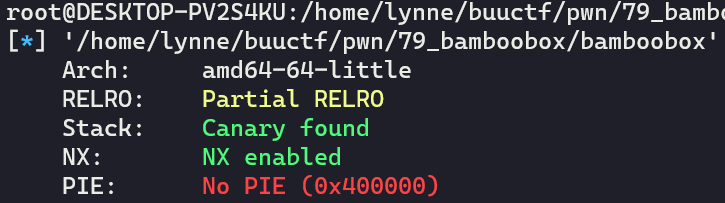 root@DESKTOP-PV2S4KU:/home/lynne/buuctf/pwn/79_bambo
[*] '/home/lynne/buuctf/pwn/79_bamboobox/bamboobox'
Arch: amd64-64-little
RELRO: Partial RELRO
Stack: Canary found
NX: NX enabled
PIE: No PIE (0x400000)